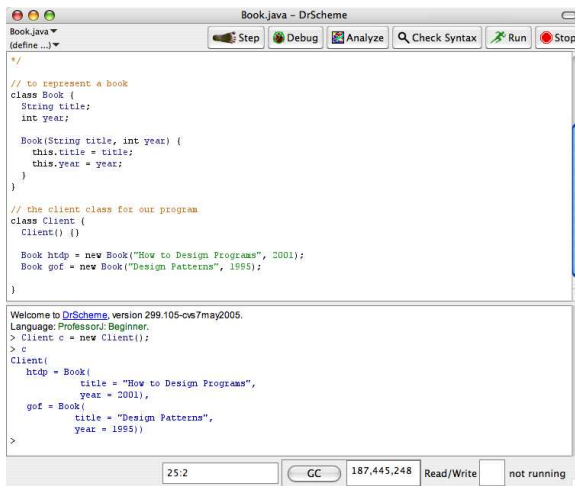 Book.java - DrScheme
Book.java
(define ...)
Step Debug Analyze Check Syntax Run Stop
*/
// to represent a book
class Book {
String title;
int year;
Book(String title, int year) {
this.title = title;
this.year = year;
}
}
// the client class for our program
class Client {
Client() {}
Book htdp = new Book("How to Design Programs", 2001);
Book gof = new Book("Design Patterns", 1995);
}
Welcome to DrScheme, version 299.105-cvs7may2005.
Language: ProfessorJ: Beginner.
> Client c = new Client();
> c
Client(
htdp = Book(
title = "How to Design Programs",
year = 2001),
gof = Book(
title = "Design Patterns",
year = 1995))
>
25:2 GC 187,445,248 Read/Write not running